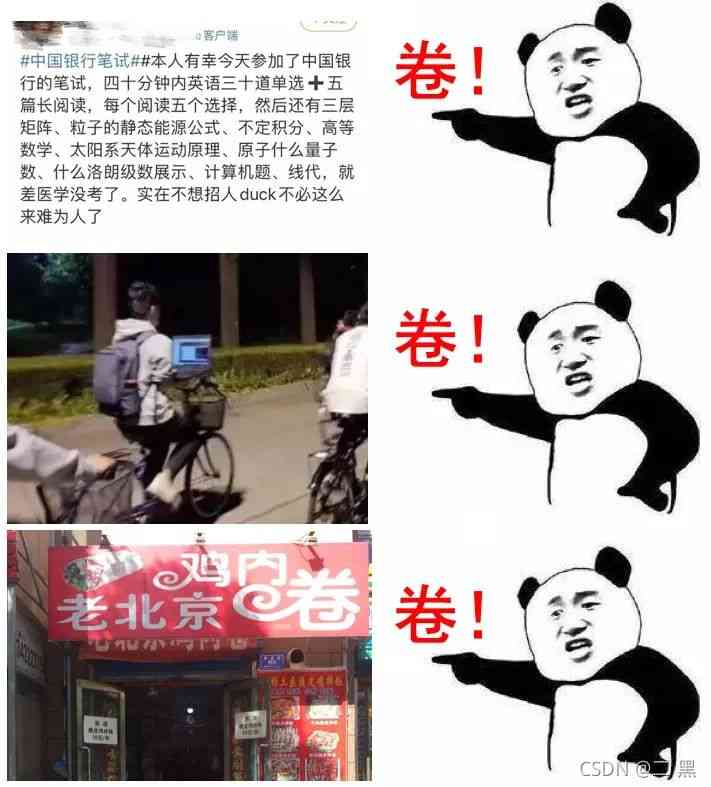 客户端
#中国银行笔试##本人有幸今天参加了中国银
行的笔试，四十分钟内英语三十道单选➕五
篇长阅读，每个阅读五个选择，然后还有三层
矩阵、粒子的静态能源公式、不定积分、高等
数学、太阳系天体运动原理、原子什么量子
数、什么洛朗级数展示、计算机题、线代，就
差医学没考了。实在不想招人duck不必这么
来难为人了
卷！
卷！
鸡内
老北京卷
卷！
CSDN @二 黑